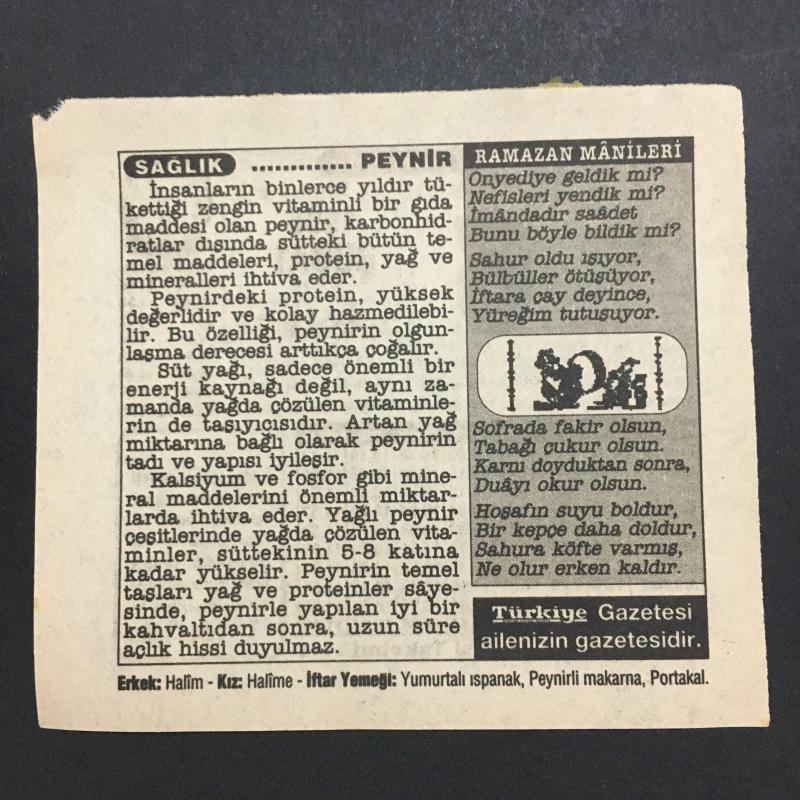 SAĞLIK ............. PEYNİR
İnsanların binlerce yıldır tü-
kettiği zengin vitaminli bir gıda
maddesi olan peynir, karbonhid-
ratlar dışında sütteki bütün te-
mel maddeleri, protein, yağ ve
mineralleri ihtiva eder.
Peynirdeki protein, yüksek
değerlidir ve kolay hazmedilebi-
lir. Bu özelliği, peynirin olgun-
laşma derecesi arttıkça çoğalır.
Süt yağı, sadece önemli bir
enerji kaynağı değil, aynı za-
manda yağda çözülen vitaminle-
rin de taşıyıcısıdır. Artan yağ
miktarına bağlı olarak peynirin
tadı ve yapısı iyileşir.
Kalsiyum ve fosfor gibi mine-
ral maddelerini önemli miktar-
larda ihtiva eder. Yağlı peynir
çeşitlerinde yağda çözülen vita-
minler, süttekinin 5-8 katına
kadar yükselir. Peynirin temel
taşları yağ ve proteinler sâye-
sinde, peynirle yapılan iyi bir
kahvaltıdan sonra, uzun süre
açlık hissi duyulmaz.
RAMAZAN MÂNİLERİ
Onyediye geldik mi?
Nefisleri yendik mi?
İmândadır saâdet
Bunu böyle bildik mi?
Sahur oldu ışıyor,
Bülbüller ötüşüyor,
İftara çay deyince,
Yüreğim tutuşuyor.
Sofrada fakir olsun,
Tabağı çukur olsun.
Karnı doyduktan sonra,
Duâyı okur olsun.
Hoşafın suyu boldur,
Bir kepçe daha doldur,
Sahura köfte varmış,
Ne olur erken kaldır.
Türkiye Gazetesi
ailenizin gazetesidir.
Erkek: Halîm - Kız: Halîme - İftar Yemeği: Yumurtalı ıspanak, Peynirli makarna, Portakal.